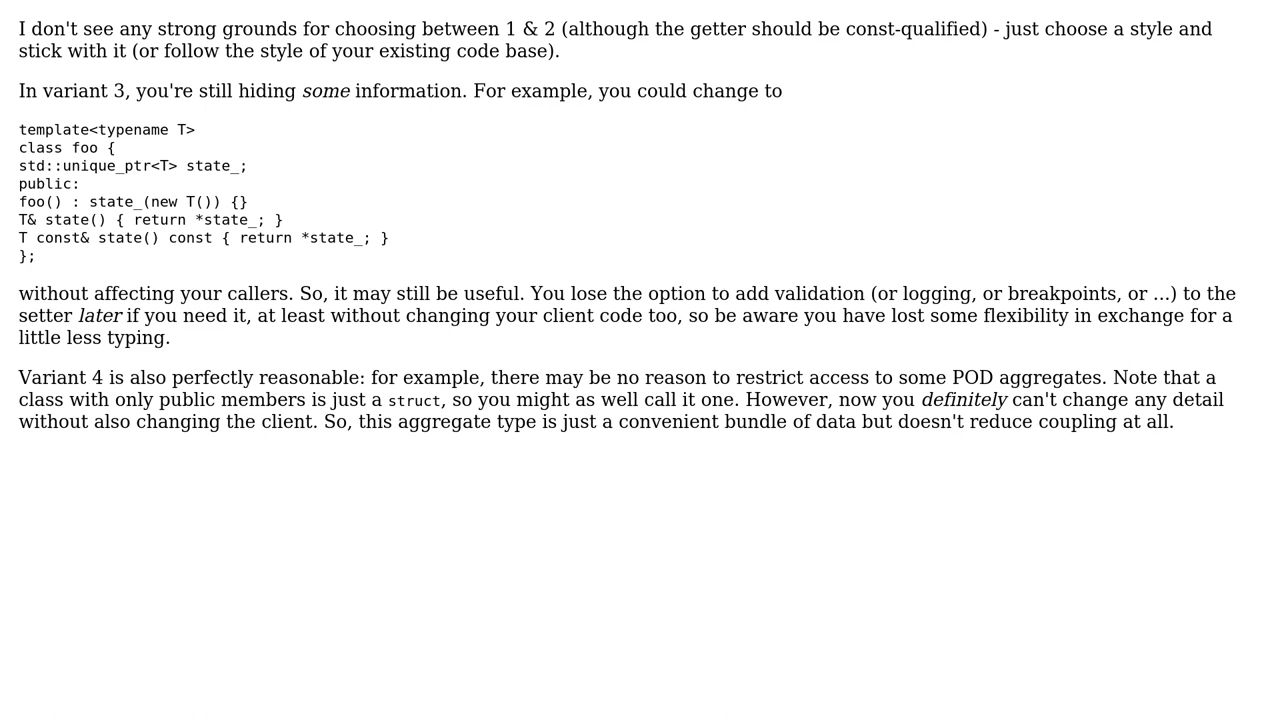 I don't see any strong grounds for choosing between 1 & 2 (although the getter should be const-qualified) - just choose a style and
stick with it (or follow the style of your existing code base).
In variant 3, you're still hiding some information. For example, you could change to
template<typename T>
class foo {
std::unique_ptr<T> state_;
public:
foo() : state_(new T()) {}
T& state() { return *state_; }
T const& state() const { return *state_; }
};
without affecting your callers. So, it may still be useful. You lose the option to add validation (or logging, or breakpoints, or ...) to the
setter later if you need it, at least without changing your client code too, so be aware you have lost some flexibility in exchange for a
little less typing.
Variant 4 is also perfectly reasonable: for example, there may be no reason to restrict access to some POD aggregates. Note that a
class with only public members is just a struct, so you might as well call it one. However, now you definitely can't change any detail
without also changing the client. So, this aggregate type is just a convenient bundle of data but doesn't reduce coupling at all.